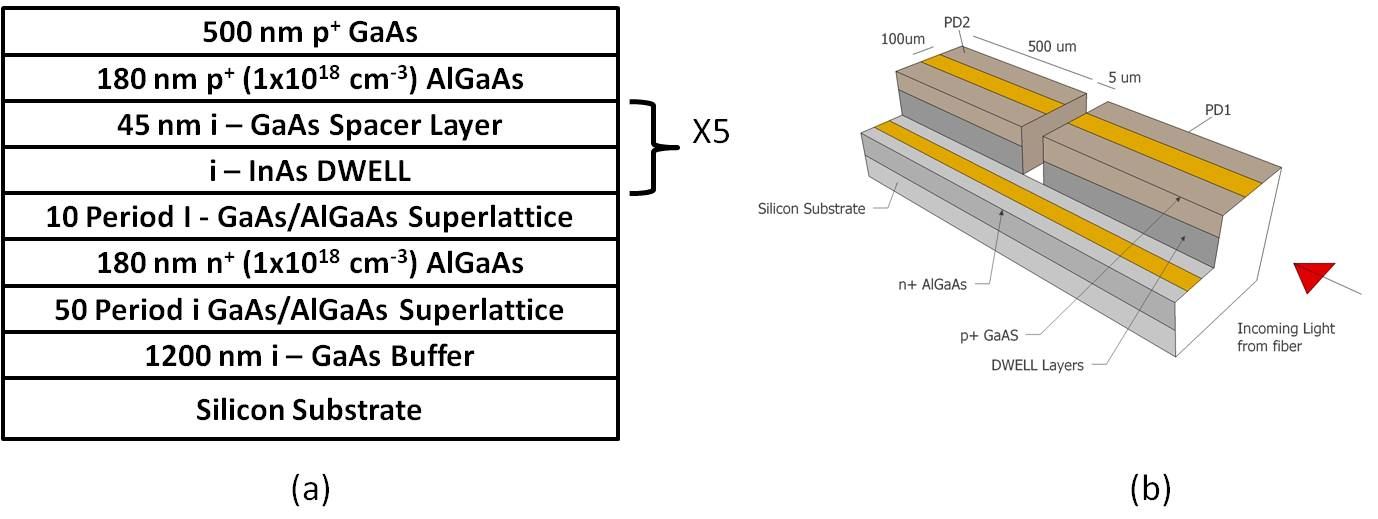 500 nm p⁺ GaAs
180 nm p⁺ (1x10¹⁸ cm⁻³) AlGaAs
45 nm i – GaAs Spacer Layer
X5
i – InAs DWELL
10 Period I - GaAs/AlGaAs Superlattice
180 nm n⁺ (1x10¹⁸ cm⁻³) AlGaAs
50 Period i GaAs/AlGaAs Superlattice
1200 nm i – GaAs Buffer
Silicon Substrate
(a)
PD2
100um
500 um
5 um
PD1
Silicon Substrate
n+ AlGaAs
p+ GaAS
DWELL Layers
Incoming Light
from fiber
(b)